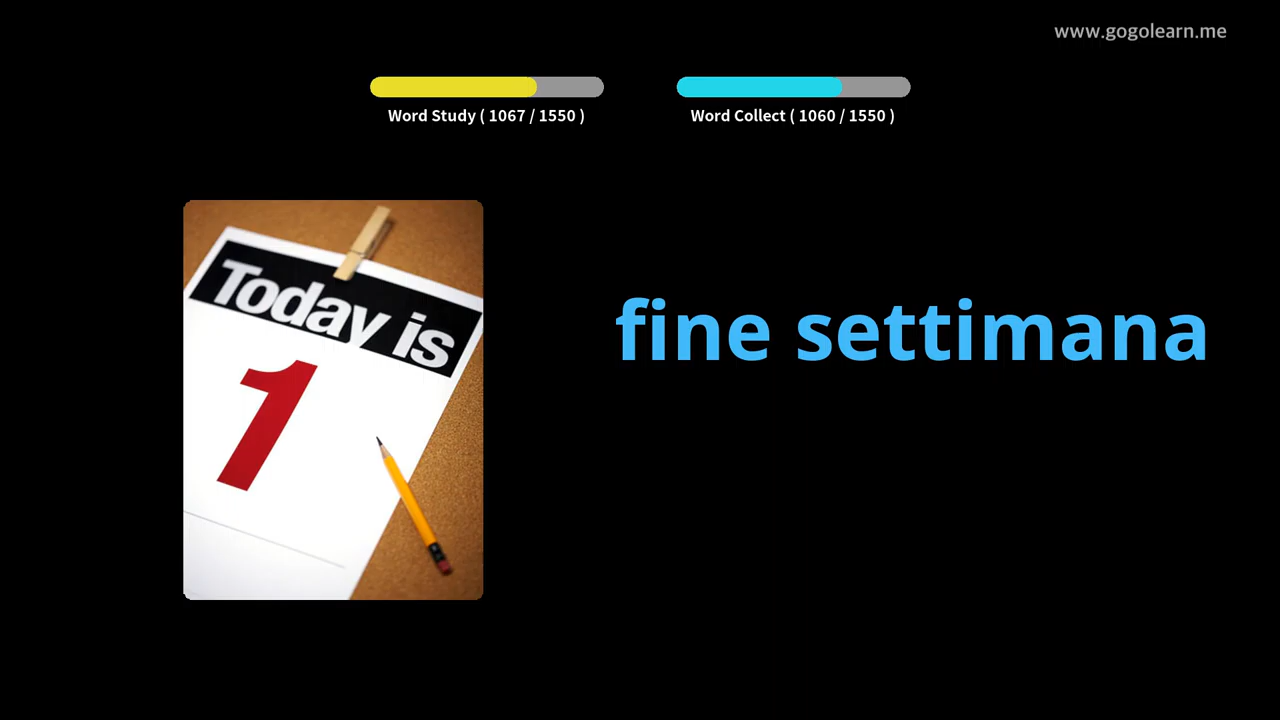 www.gogolearn.me
Word Study ( 1067 / 1550 )
Word Collect ( 1060 / 1550 )
Today is
1
fine settimana